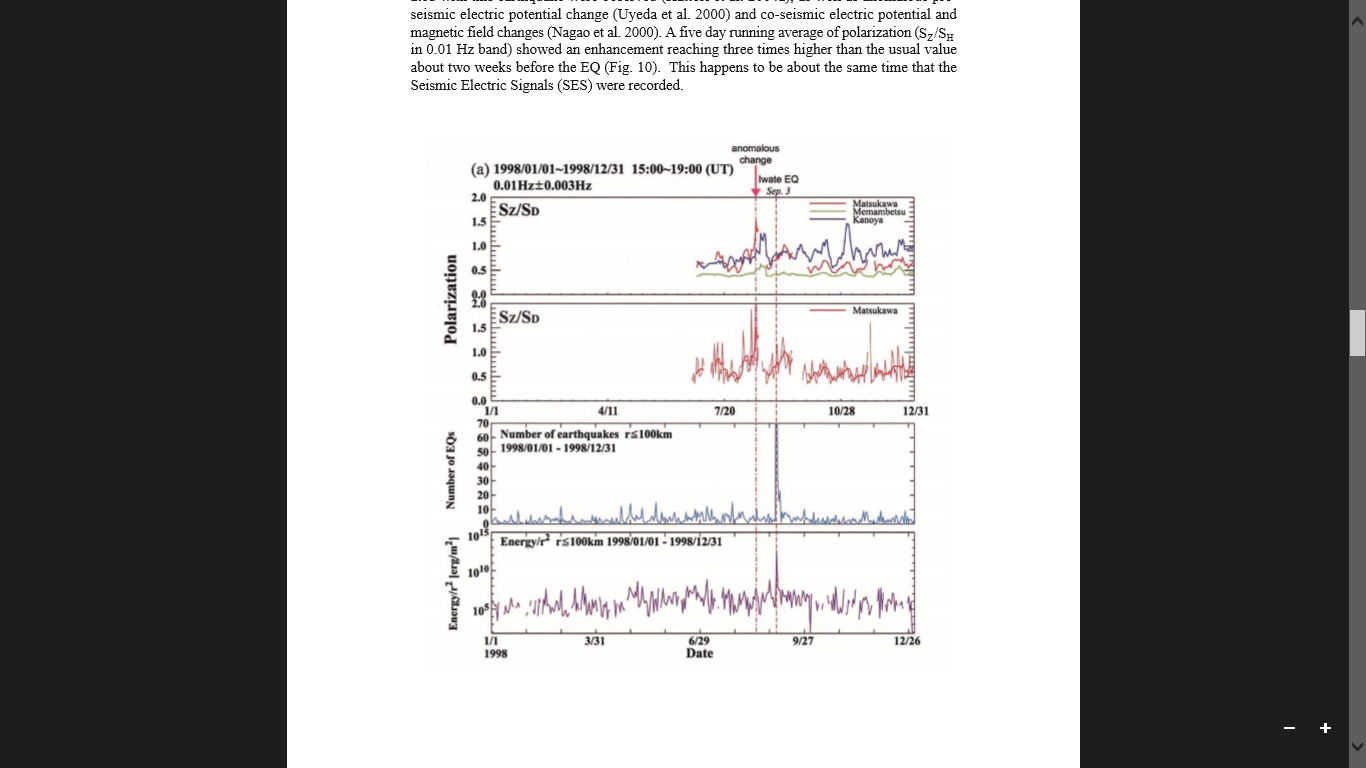 seismic electric potential change (Uyeda et al. 2000) and co-seismic electric potential and
magnetic field changes (Nagao et al. 2000). A five day running average of polarization (SZ/SH
in 0.01 Hz band) showed an enhancement reaching three times higher than the usual value
about two weeks before the EQ (Fig. 10). This happens to be about the same time that the
Seismic Electric Signals (SES) were recorded.
anomalous
change
(a) 1998/01/01~1998/12/31 15:00~19:00 (UT)
0.01Hz±0.003Hz
Iwate EQ
Sep. 3
Polarization
2.0
1.5
1.0
0.5
0.0
SZ/SD
Matsukawa
Memambetsu
Kanoya
2.0
1.5
1.0
0.5
0.0
SZ/SD
Matsukawa
1/1
4/11
7/20
10/28
12/31
Number of EQs
70
60
50
40
30
20
10
0
Number of earthquakes r≦100km
1998/01/01 - 1998/12/31
Energy/r² [erg/m²]
10¹⁵
10¹⁰
10⁵
Energy/r² r≦100km 1998/01/01 - 1998/12/31
1/1
3/31
6/29
9/27
12/26
1998
Date